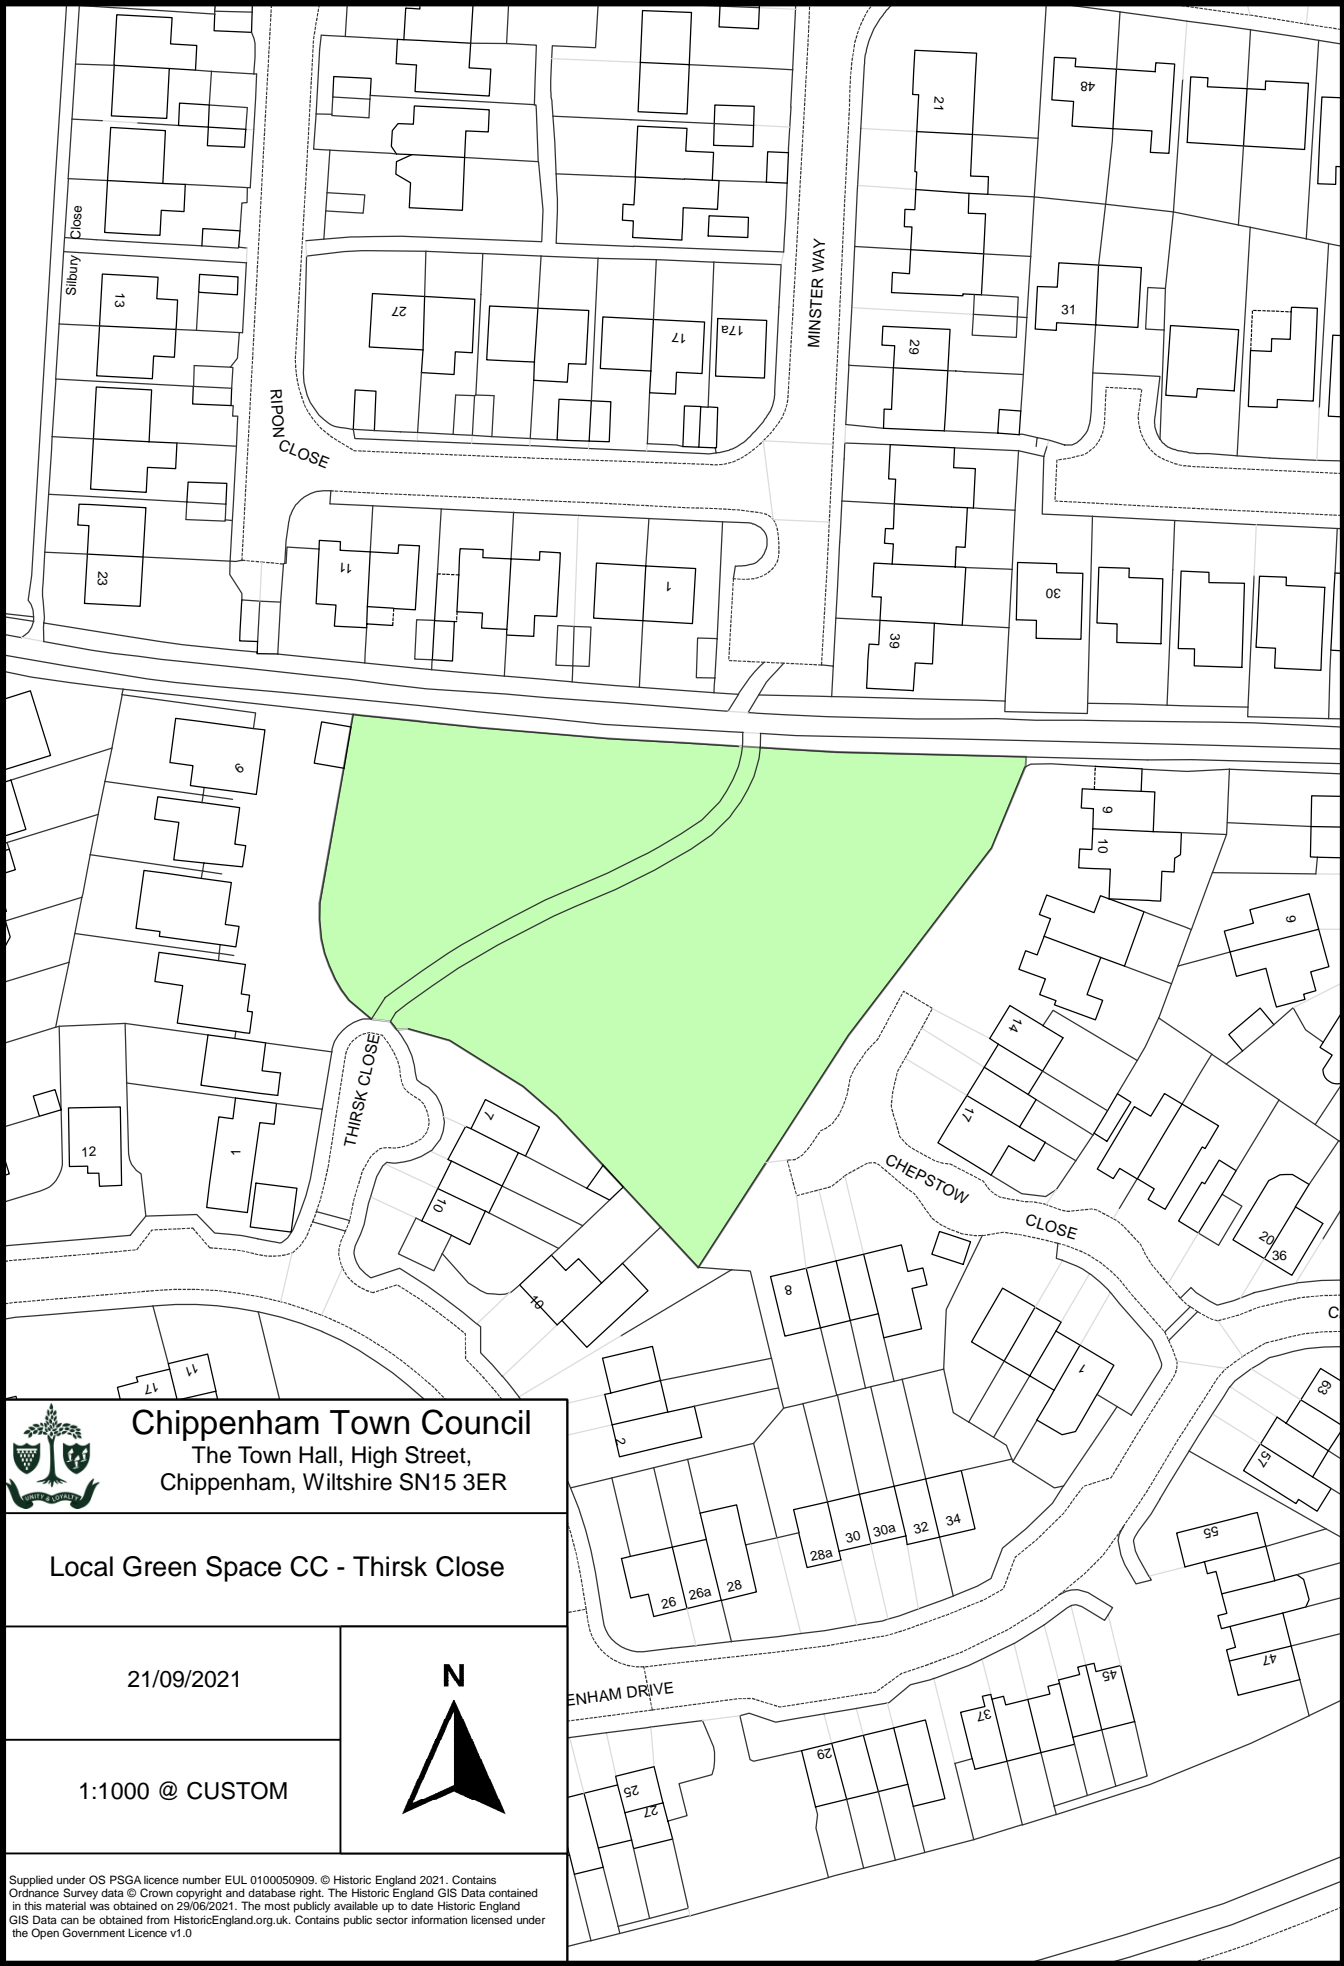 21
48
Silbury Close
13
27
17
17a
MINSTER WAY
29
31
RIPON CLOSE
23
11
1
39
30
9
9
10
9
14
17
THIRSK CLOSE
7
10
12
1
CHEPSTOW CLOSE
20
36
8
10
1
2
63
57
17
11
26
26a
28
28a
30
30a
32
34
55
47
45
37
29
25
27
ENHAM DRIVE
C
Chippenham Town Council
The Town Hall, High Street,
Chippenham, Wiltshire SN15 3ER
UNITY & LOYALTY
Local Green Space CC - Thirsk Close
21/09/2021
N
1:1000 @ CUSTOM
Supplied under OS PSGA licence number EUL 0100050909. © Historic England 2021. Contains
Ordnance Survey data © Crown copyright and database right. The Historic England GIS Data contained
in this material was obtained on 29/06/2021. The most publicly available up to date Historic England
GIS Data can be obtained from HistoricEngland.org.uk. Contains public sector information licensed under
the Open Government Licence v1.0